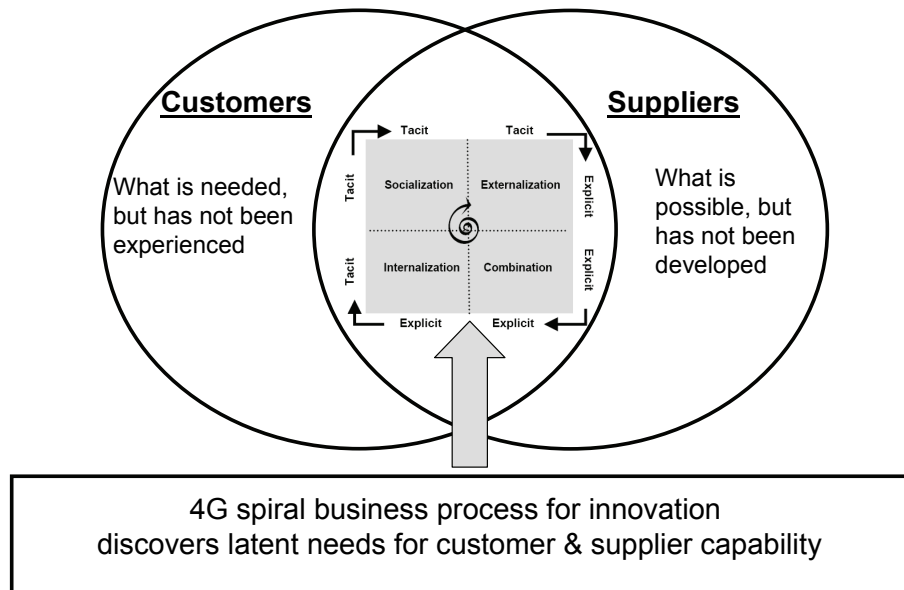 Customers
Suppliers
Tacit
Tacit
What is needed,
but has not been
experienced
Tacit
Socialization
Externalization
Explicit
What is
possible, but
has not been
developed
Tacit
Internalization
Combination
Explicit
Explicit
Explicit
4G spiral business process for innovation
discovers latent needs for customer & supplier capability